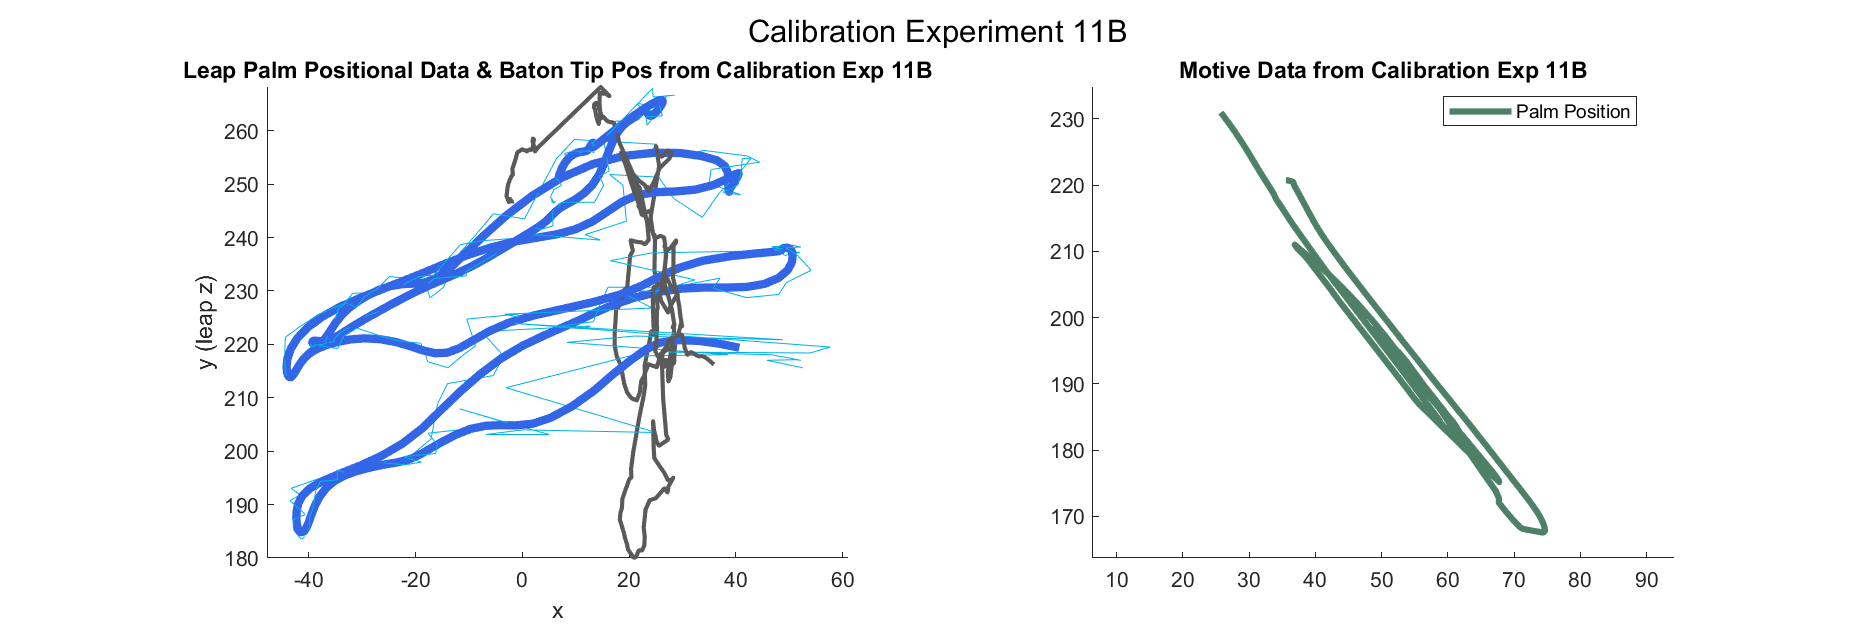 Calibration Experiment 11B
Leap Palm Positional Data & Baton Tip Pos from Calibration Exp 11B
260
250
240
230
220
210
200
190
180
y (leap z)
-40 -20 0 20 40 60
x
Motive Data from Calibration Exp 11B
Palm Position
230
220
210
200
190
180
170
10 20 30 40 50 60 70 80 90